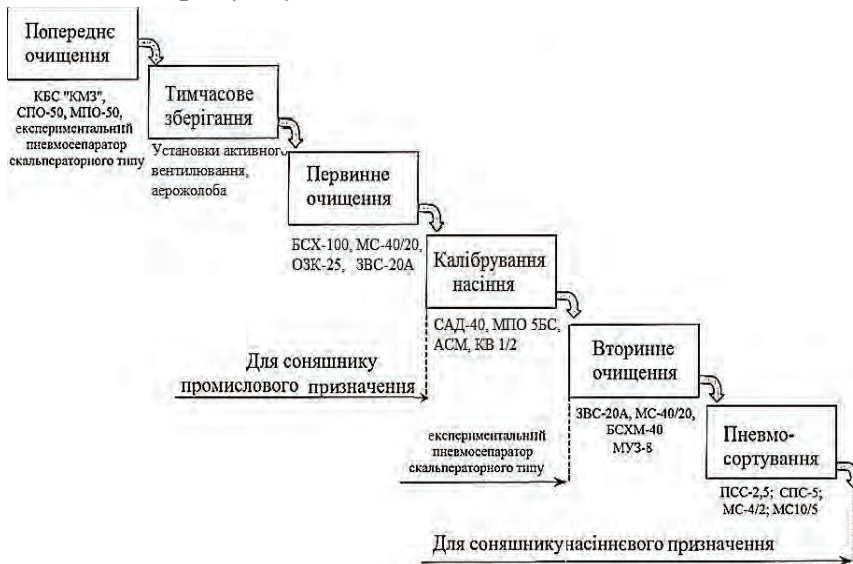 Попереднє
очищення
КБС "КМЗ",
СПО-50, МПО-50,
експериментальний
пневмосепаратор
скальператорного типу
Тимчасове
зберігання
Установки активного
вентилювання,
аерожолоба
Первинне
очищення
БСХ-100, МС-40/20,
ОЗК-25, ЗВС-20А
Калібрування
насіння
САД-40, МПО 5БС,
АСМ, КВ 1/2
Для соняшнику
промислового призначення
Вторинне
очищення
ЗВС-20А, МС-40/20,
БСХМ-40
МУЗ-8
експериментальний
пневмосепаратор
скальператорного типу
Пневмо-
сортування
ПСС-2,5; СПС-5;
МС-4/2; МС10/5
Для соняшнику насіннєвого призначення